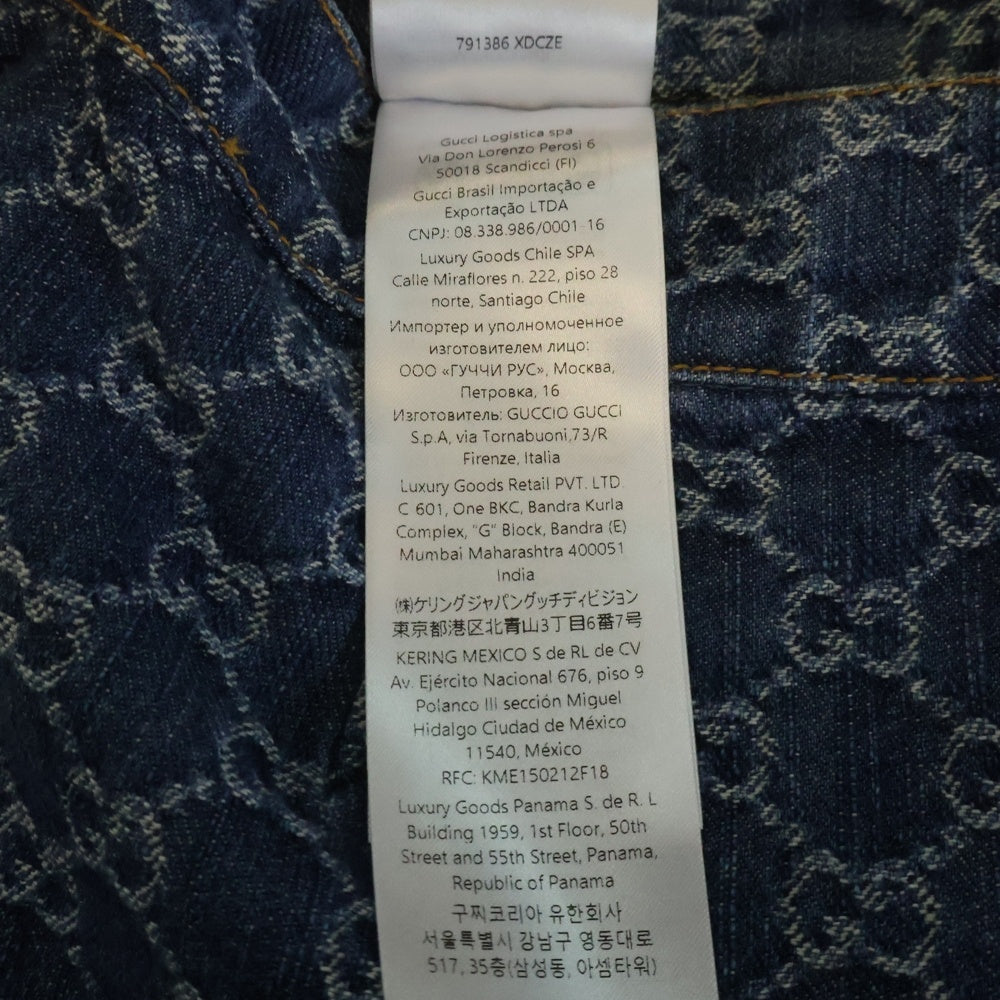 791386 XDCZE
Gucci Logistica spa
Via Don Lorenzo Perosi 6
50018 Scandicci (FI)
Gucci Brasil Importação e
Exportação LTDA
CNPJ: 08.338.986/0001-16
Luxury Goods Chile SPA
Calle Miraflores n. 222, piso 28
norte, Santiago Chile
Импортер и уполномоченное
изготовителем лицо:
ООО «ГУЧЧИ РУС», Москва,
Петровка, 16
Изготовитель: GUCCIO GUCCI
S.p.A, via Tornabuoni,73/R
Firenze, Italia
Luxury Goods Retail PVT. LTD
C 601, One BKC, Bandra Kurla
Complex, "G" Block, Bandra (E)
Mumbai Maharashtra 400051
India
㈱ケリングジャパングッチディビジョン
東京都港区北青山3丁目6番7号
KERING MEXICO S de RL de CV
Av. Ejército Nacional 676, piso 9
Polanco III sección Miguel
Hidalgo Ciudad de México
11540, México
RFC: KME150212F18
Luxury Goods Panama S. de R. L
Building 1959, 1st Floor, 50th
Street and 55th Street, Panama,
Republic of Panama
구찌코리아 유한회사
서울특별시 강남구 영동대로
517, 35층(삼성동, 아셈타워)